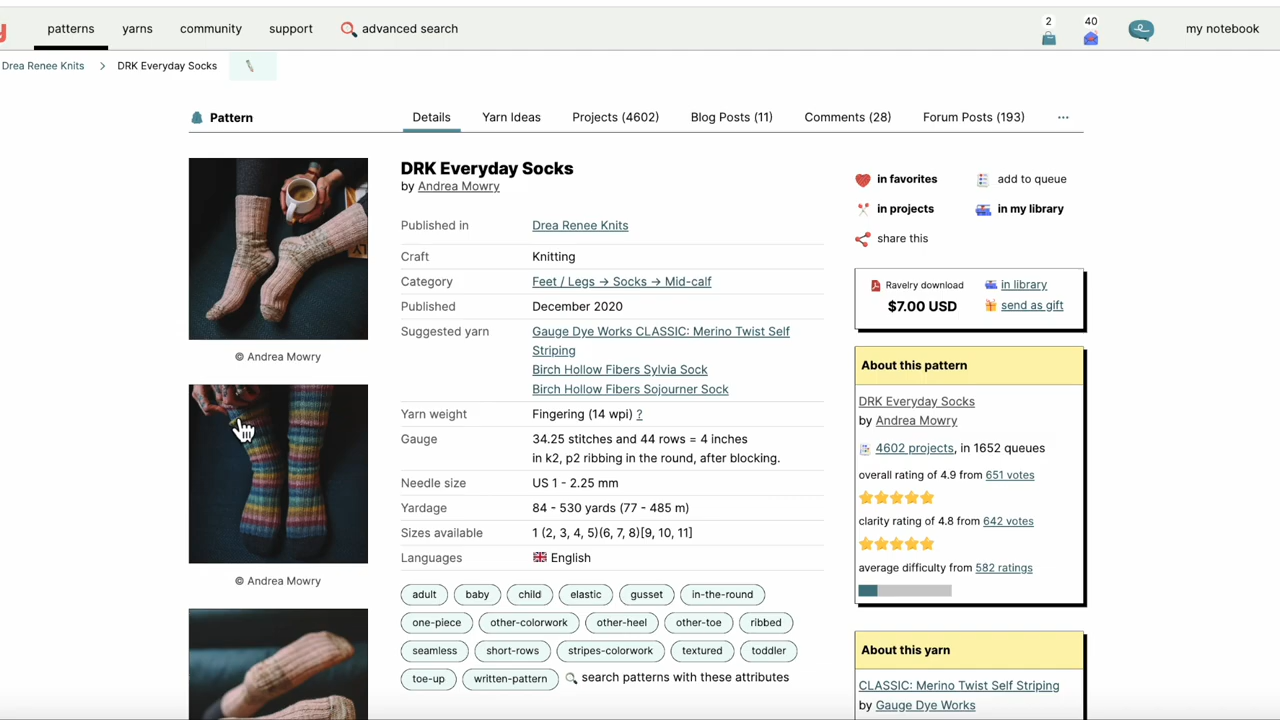 patterns yarns community support advanced search 2 40 my notebook
Drea Renee Knits > DRK Everyday Socks
Pattern Details Yarn Ideas Projects (4602) Blog Posts (11) Comments (28) Forum Posts (193) ...
© Andrea Mowry
© Andrea Mowry
DRK Everyday Socks
by Andrea Mowry
Published in Drea Renee Knits
Craft Knitting
Category Feet / Legs → Socks → Mid-calf
Published December 2020
Suggested yarn Gauge Dye Works CLASSIC: Merino Twist Self
Striping
Birch Hollow Fibers Sylvia Sock
Birch Hollow Fibers Sojourner Sock
Yarn weight Fingering (14 wpi) ?
Gauge 34.25 stitches and 44 rows = 4 inches
in k2, p2 ribbing in the round, after blocking.
Needle size US 1 - 2.25 mm
Yardage 84 - 530 yards (77 - 485 m)
Sizes available 1 (2, 3, 4, 5)(6, 7, 8)[9, 10, 11]
Languages English
adult baby child elastic gusset in-the-round
one-piece other-colorwork other-heel other-toe ribbed
seamless short-rows stripes-colorwork textured toddler
toe-up written-pattern search patterns with these attributes
in favorites add to queue
in projects in my library
share this
Ravelry download in library
$7.00 USD send as gift
About this pattern
DRK Everyday Socks
by Andrea Mowry
4602 projects, in 1652 queues
overall rating of 4.9 from 651 votes
clarity rating of 4.8 from 642 votes
average difficulty from 582 ratings
About this yarn
CLASSIC: Merino Twist Self Striping
by Gauge Dye Works